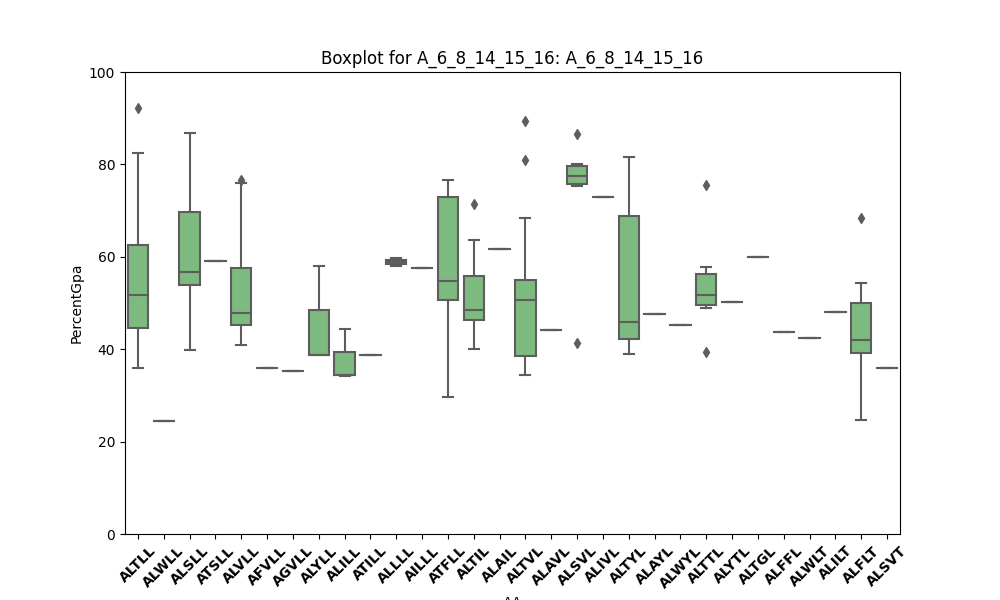 Boxplot for A_6_8_14_15_16: A_6_8_14_15_16
100
80
60
40
20
0
PercentGpa
ALTLL
ALWLL
ALSLL
ATSLL
ALVLL
AFVLL
AGVLL
ALYLL
ALILL
ATILL
ALLLL
AILLL
ATFLL
ALTIL
ALAIL
ALTVL
ALAVL
ALSVL
ALIVL
ALTYL
ALAYL
ALWYL
ALTTL
ALYTL
ALTGL
ALFFL
ALWLT
ALILT
ALFLT
ALSVT